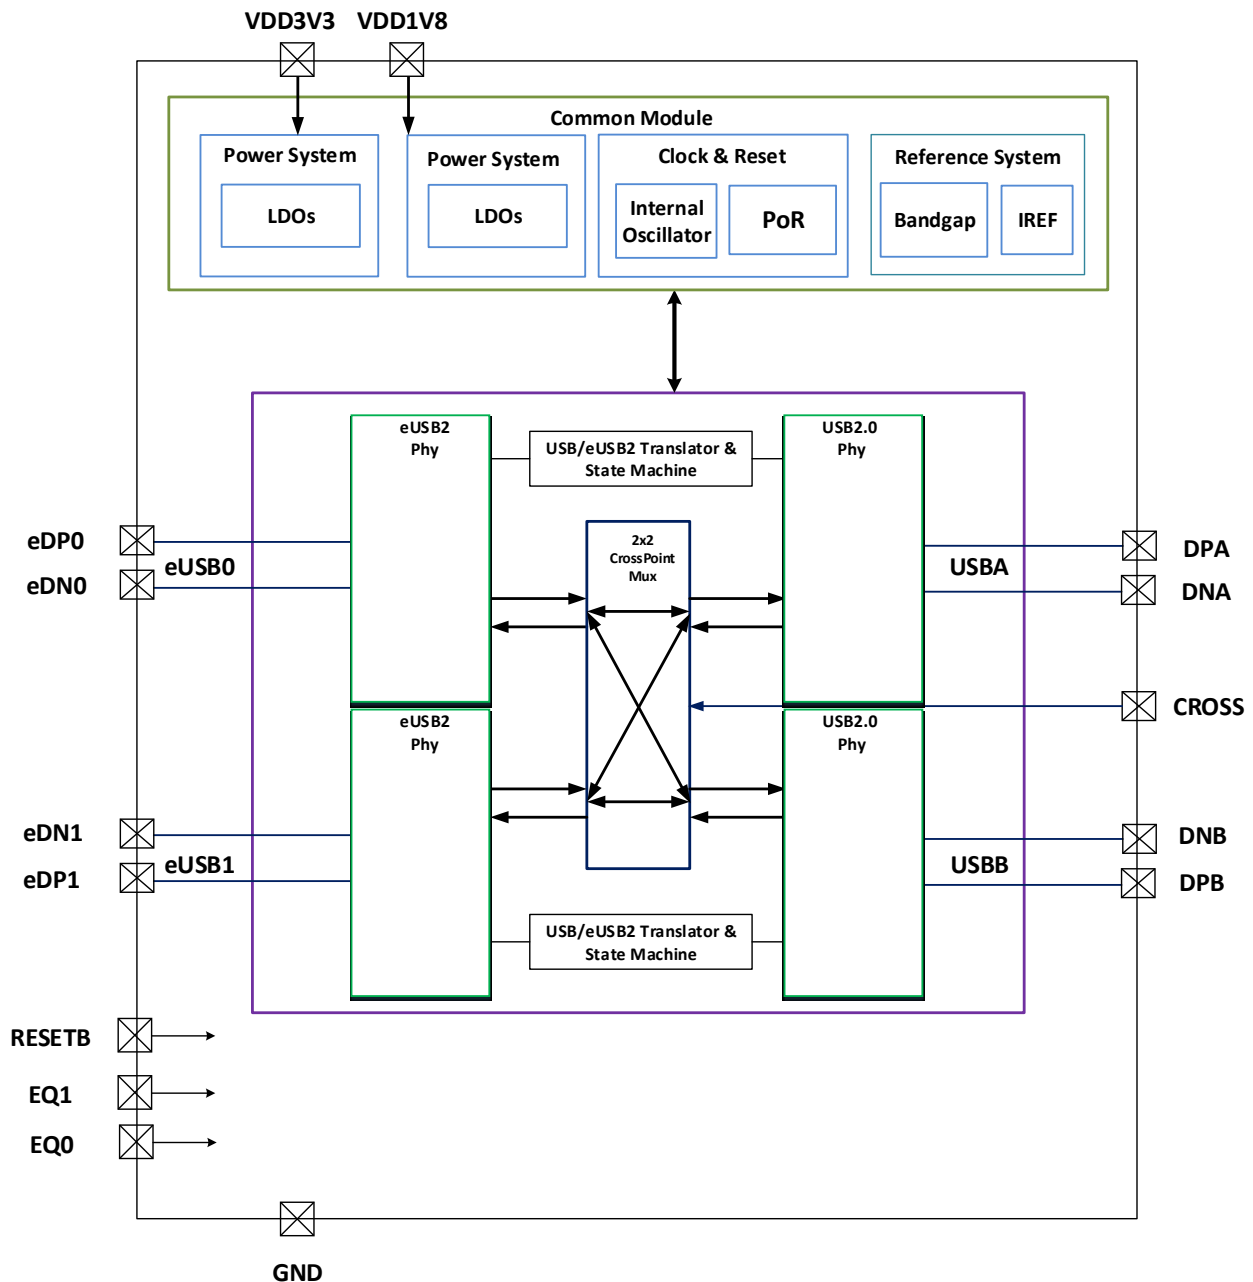 VDD3V3
VDD1V8
Common Module
Power System
LDOs
Power System
LDOs
Clock & Reset
Internal
Oscillator
PoR
Reference System
Bandgap
IREF
eUSB2
Phy
USB/eUSB2 Translator &
State Machine
USB2.0
Phy
2x2
CrossPoint
Mux
eDP0
eDN0
eUSB0
USBA
DPA
DNA
CROSS
eUSB2
Phy
USB2.0
Phy
eDN1
eDP1
eUSB1
USBB
DNB
DPB
USB/eUSB2 Translator &
State Machine
RESETB
EQ1
EQ0
GND